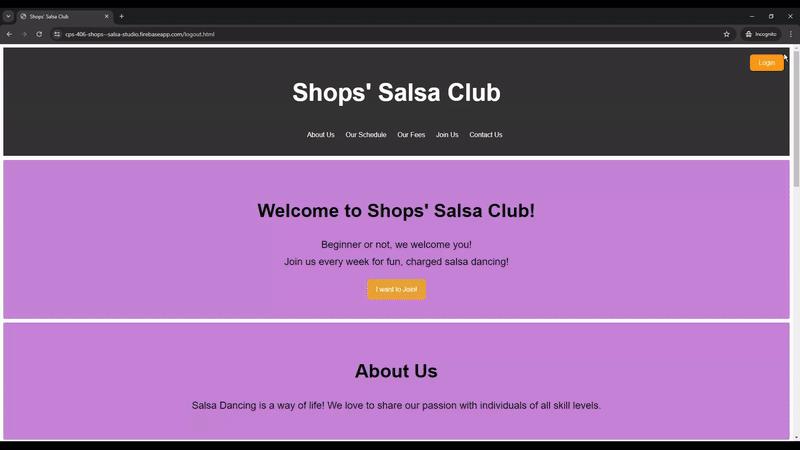 Shops' Salsa Club
cps-406-shops--salsa-studio.firebaseapp.com/logout.html
Incognito
Login
Shops' Salsa Club
About Us Our Schedule Our Fees Join Us Contact Us
Welcome to Shops' Salsa Club!
Beginner or not, we welcome you!
Join us every week for fun, charged salsa dancing!
I want to Join!
About Us
Salsa Dancing is a way of life! We love to share our passion with individuals of all skill levels.